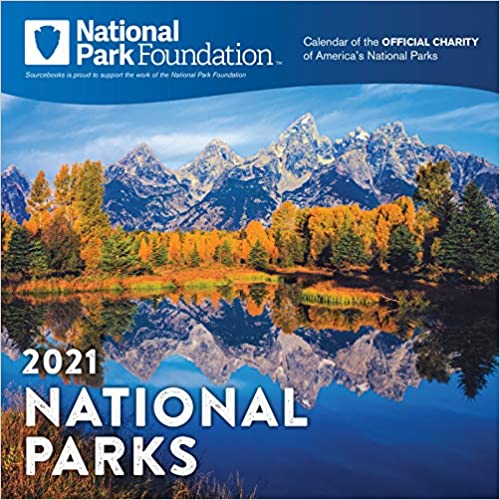 National
Park Foundation™
Sourcebooks is proud to support the work of the National Park Foundation
Calendar of the OFFICIAL CHARITY
of America's National Parks
2021
NATIONAL
PARKS